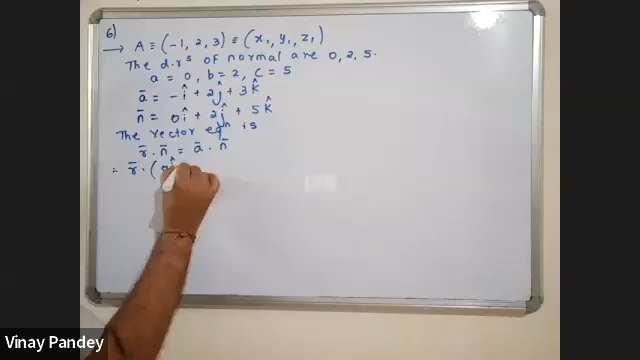 6)
→ A ≡ (-1, 2, 3) ≡ (x₁, y₁, z₁)
The d.rˢ of normal are 0, 2, 5.
a = 0, b = 2, c = 5
ā = -î + 2ĵ + 3k̂
n̄ = 0î + 2ĵ + 5k̂
The vector eqⁿ is
r̄ · n̄ = ā · n̄
∴ r̄ · (
Vinay Pandey